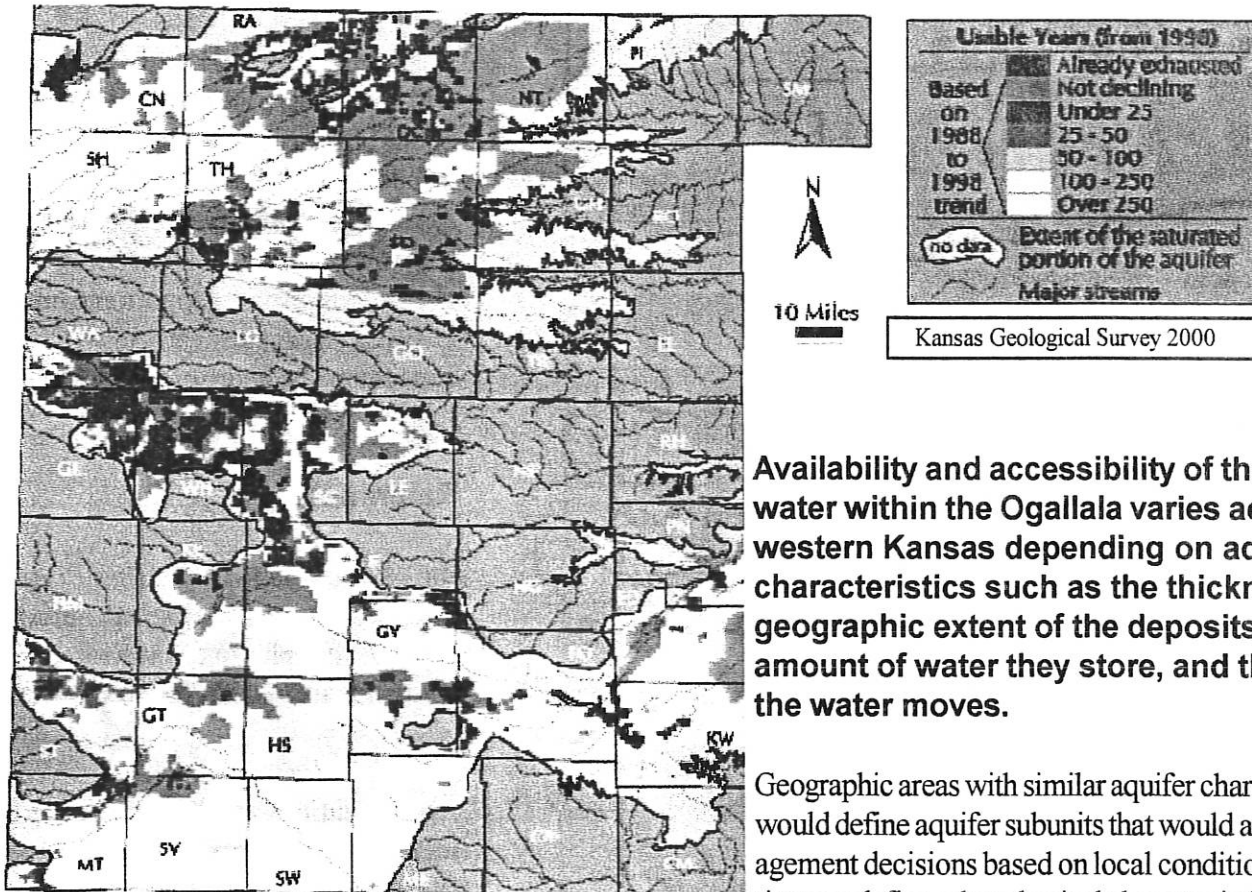 RA
CN
NT
PI
SH
TH
SD
WA
LG
GO
EL
GL
LE
GY
GT
HS
KW
MT
SV
SW
Usable Years (from 1998)
Already exhausted
Based Not declining
on Under 25
1988 25 - 50
to 50 - 100
1998 100 - 250
trend Over 250
no data Extent of the saturated
portion of the aquifer
Major streams
N
10 Miles
Kansas Geological Survey 2000
Availability and accessibility of th
water within the Ogallala varies ac
western Kansas depending on aq
characteristics such as the thickn
geographic extent of the deposits
amount of water they store, and th
the water moves.
Geographic areas with similar aquifer char
would define aquifer subunits that would a
agement decisions based on local conditio